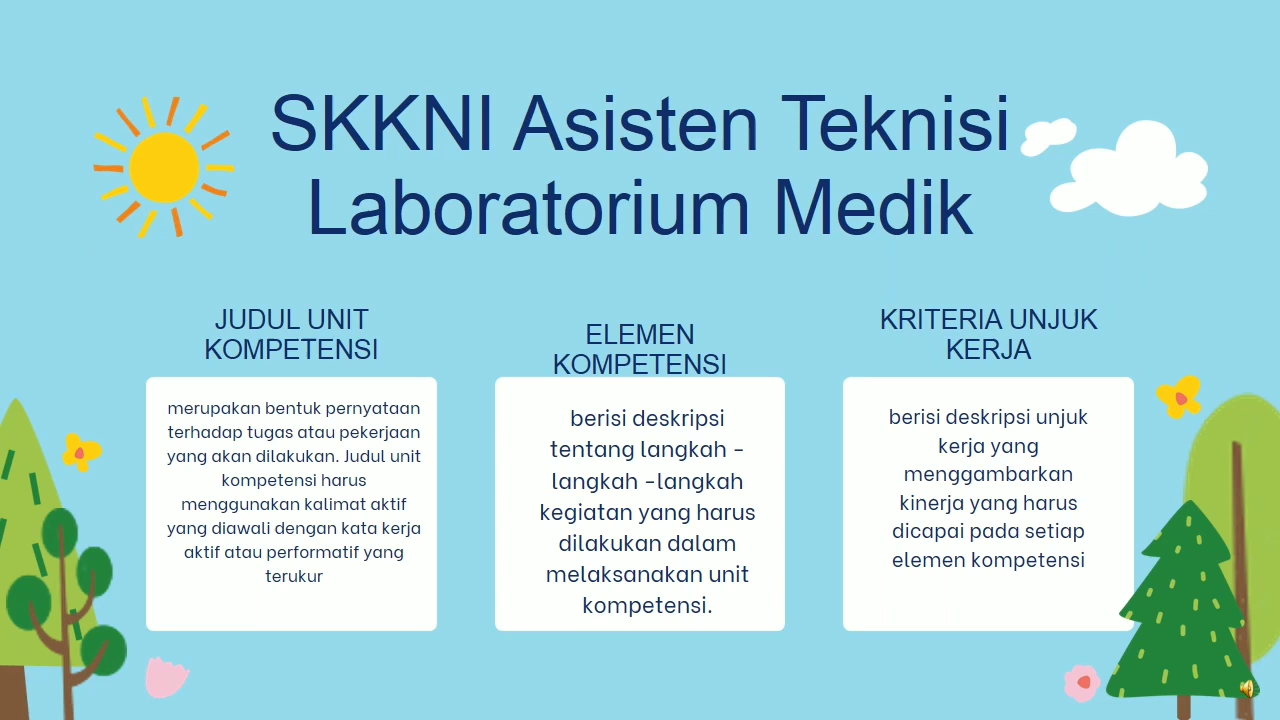 SKKNI Asisten Teknisi
Laboratorium Medik
JUDUL UNIT
KOMPETENSI
merupakan bentuk pernyataan
terhadap tugas atau pekerjaan
yang akan dilakukan. Judul unit
kompetensi harus
menggunakan kalimat aktif
yang diawali dengan kata kerja
aktif atau performatif yang
terukur
ELEMEN
KOMPETENSI
berisi deskripsi
tentang langkah -
langkah -langkah
kegiatan yang harus
dilakukan dalam
melaksanakan unit
kompetensi.
KRITERIA UNJUK
KERJA
berisi deskripsi unjuk
kerja yang
menggambarkan
kinerja yang harus
dicapai pada setiap
elemen kompetensi